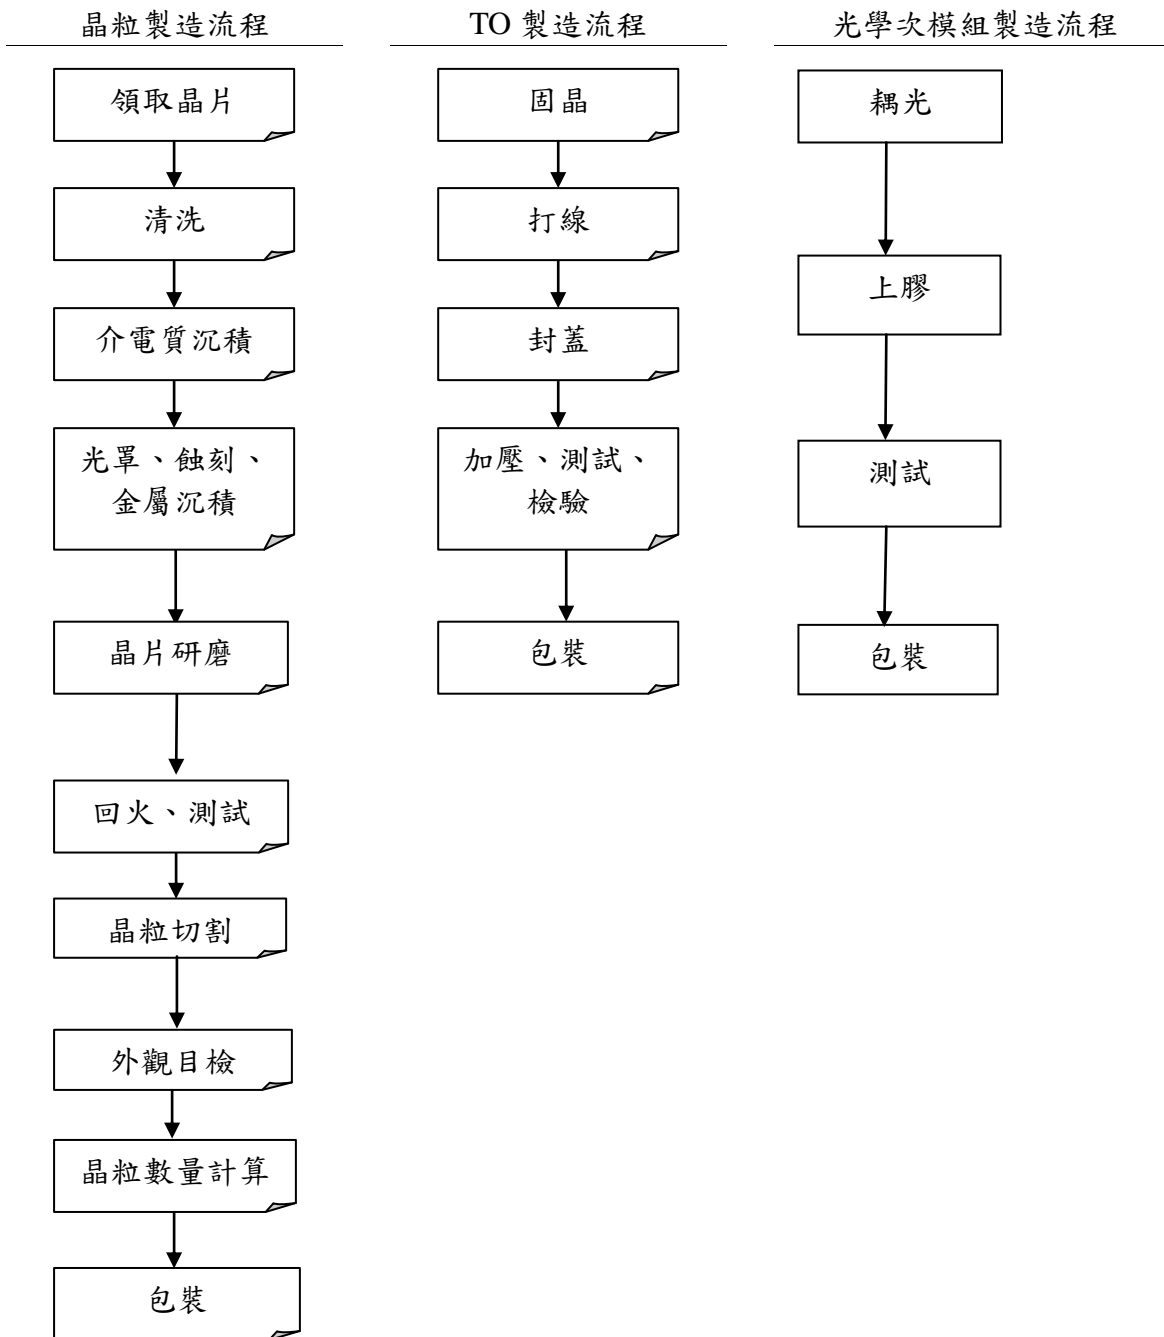 晶粒製造流程
領取晶片
清洗
介電質沉積
光罩、蝕刻、
金屬沉積
晶片研磨
回火、測試
晶粒切割
外觀目檢
晶粒數量計算
包裝
TO 製造流程
固晶
打線
封蓋
加壓、測試、
檢驗
包裝
光學次模組製造流程
耦光
上膠
測試
包裝